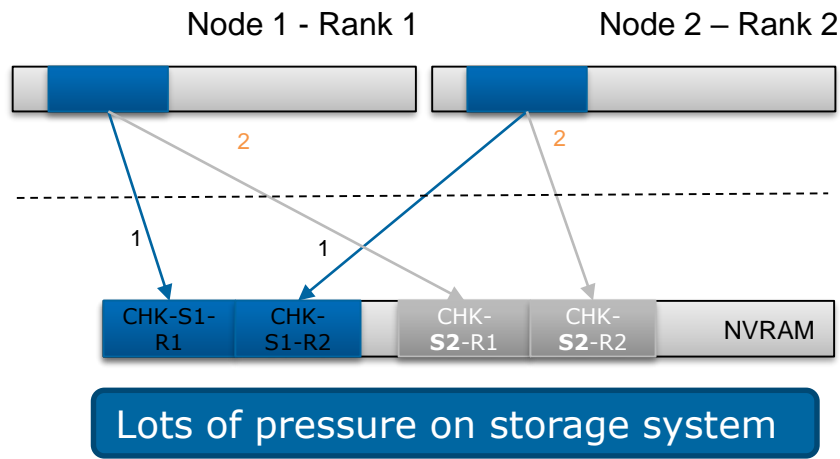 Node 1 - Rank 1
Node 2 – Rank 2
2
2
1
1
CHK-S1-
R1
CHK-
S1-R2
CHK-
S2-R1
CHK-
S2-R2
NVRAM
Lots of pressure on storage system